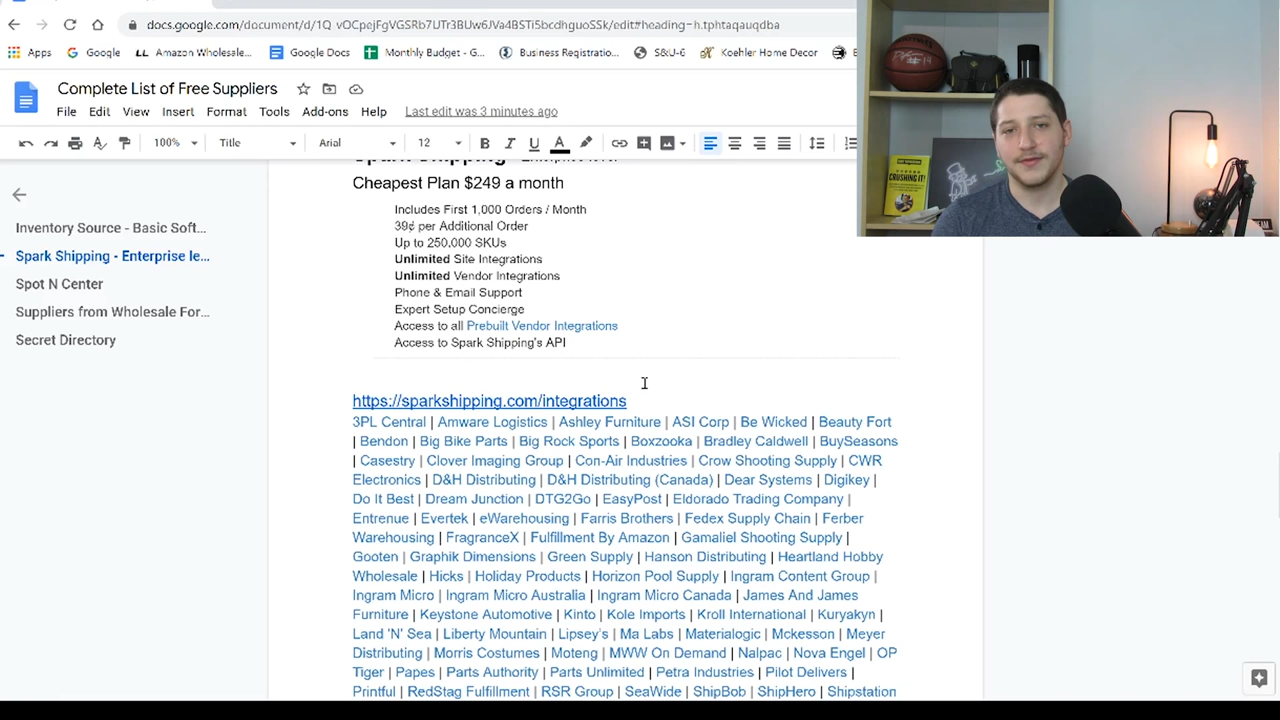 docs.google.com/document/d/1Q_vOCpejFgVGSRb7UTr3BUw6JVa4BSTi5bcdhguoSSk/edit#heading=h.tphtaqauqdba
Apps Google LL Amazon Wholesale... Google Docs Monthly Budget - G... Business Registratio... S&U-6 Koehler Home Decor
Complete List of Free Suppliers
File Edit View Insert Format Tools Add-ons Help Last edit was 3 minutes ago
100% Title Arial 12 B I U A
Inventory Source - Basic Soft...
Spark Shipping - Enterprise le...
Spot N Center
Suppliers from Wholesale For...
Secret Directory
Spark Shipping -
Cheapest Plan $249 a month
Includes First 1,000 Orders / Month
39¢ per Additional Order
Up to 250,000 SKUs
Unlimited Site Integrations
Unlimited Vendor Integrations
Phone & Email Support
Expert Setup Concierge
Access to all Prebuilt Vendor Integrations
Access to Spark Shipping's API
https://sparkshipping.com/integrations
3PL Central | Amware Logistics | Ashley Furniture | ASI Corp | Be Wicked | Beauty Fort
| Bendon | Big Bike Parts | Big Rock Sports | Boxzooka | Bradley Caldwell | BuySeasons
| Casestry | Clover Imaging Group | Con-Air Industries | Crow Shooting Supply | CWR
Electronics | D&H Distributing | D&H Distributing (Canada) | Dear Systems | Digikey |
Do It Best | Dream Junction | DTG2Go | EasyPost | Eldorado Trading Company |
Entrenue | Evertek | eWarehousing | Farris Brothers | Fedex Supply Chain | Ferber
Warehousing | FragranceX | Fulfillment By Amazon | Gamaliel Shooting Supply |
Gooten | Graphik Dimensions | Green Supply | Hanson Distributing | Heartland Hobby
Wholesale | Hicks | Holiday Products | Horizon Pool Supply | Ingram Content Group |
Ingram Micro | Ingram Micro Australia | Ingram Micro Canada | James And James
Furniture | Keystone Automotive | Kinto | Kole Imports | Kroll International | Kuryakyn |
Land 'N' Sea | Liberty Mountain | Lipsey's | Ma Labs | Materialogic | Mckesson | Meyer
Distributing | Morris Costumes | Moteng | MWW On Demand | Nalpac | Nova Engel | OP
Tiger | Papes | Parts Authority | Parts Unlimited | Petra Industries | Pilot Delivers |
Printful | RedStag Fulfillment | RSR Group | SeaWide | ShipBob | ShipHero | Shipstation
CRUSHING IT!